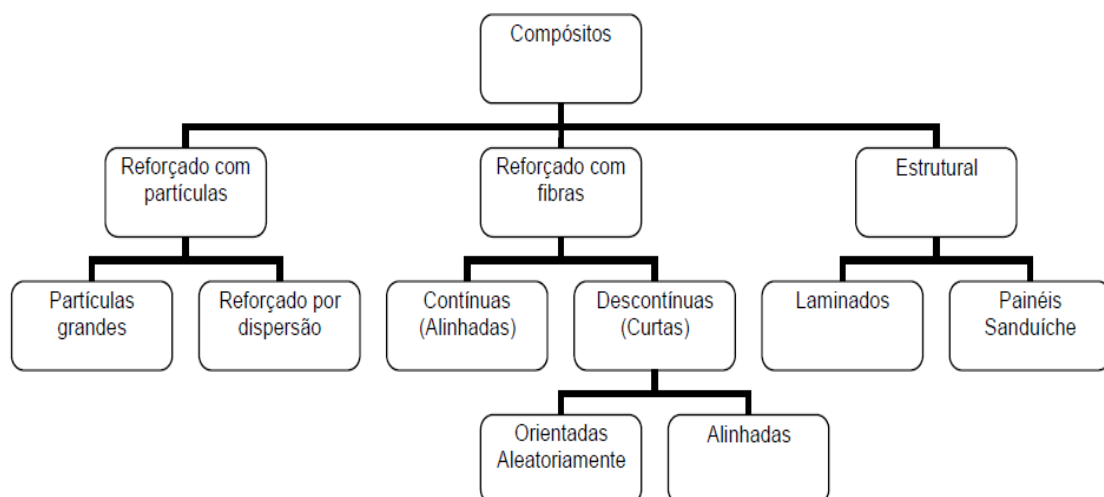 Compósitos
Reforçado com
partículas
Reforçado com
fibras
Estrutural
Partículas
grandes
Reforçado por
dispersão
Contínuas
(Alinhadas)
Descontínuas
(Curtas)
Laminados
Painéis
Sanduíche
Orientadas
Aleatoriamente
Alinhadas